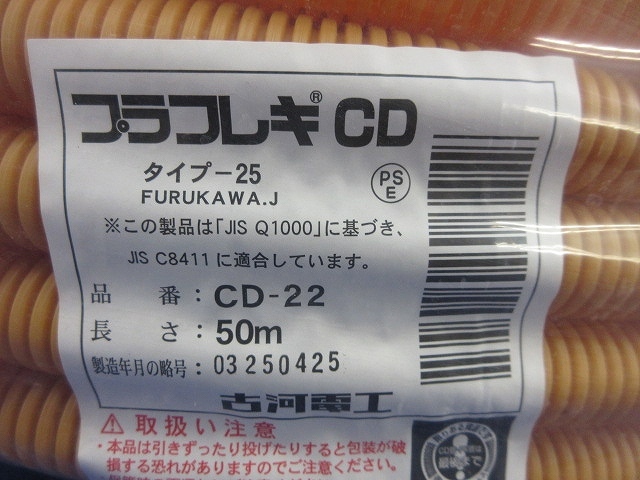 プラフレキ® CD
タイプ-25
FURUKAWA.J
PS
E
※この製品は「JIS Q1000」に基づき、
JIS C8411 に適合しています。
品 番：CD-22
長 さ：50m
製造年月の略号：03250425
古河電工
⚠ 取扱い注意
・本品は引きずったり投げたりすると包装が破
損する恐れがありますのでご注意ください。